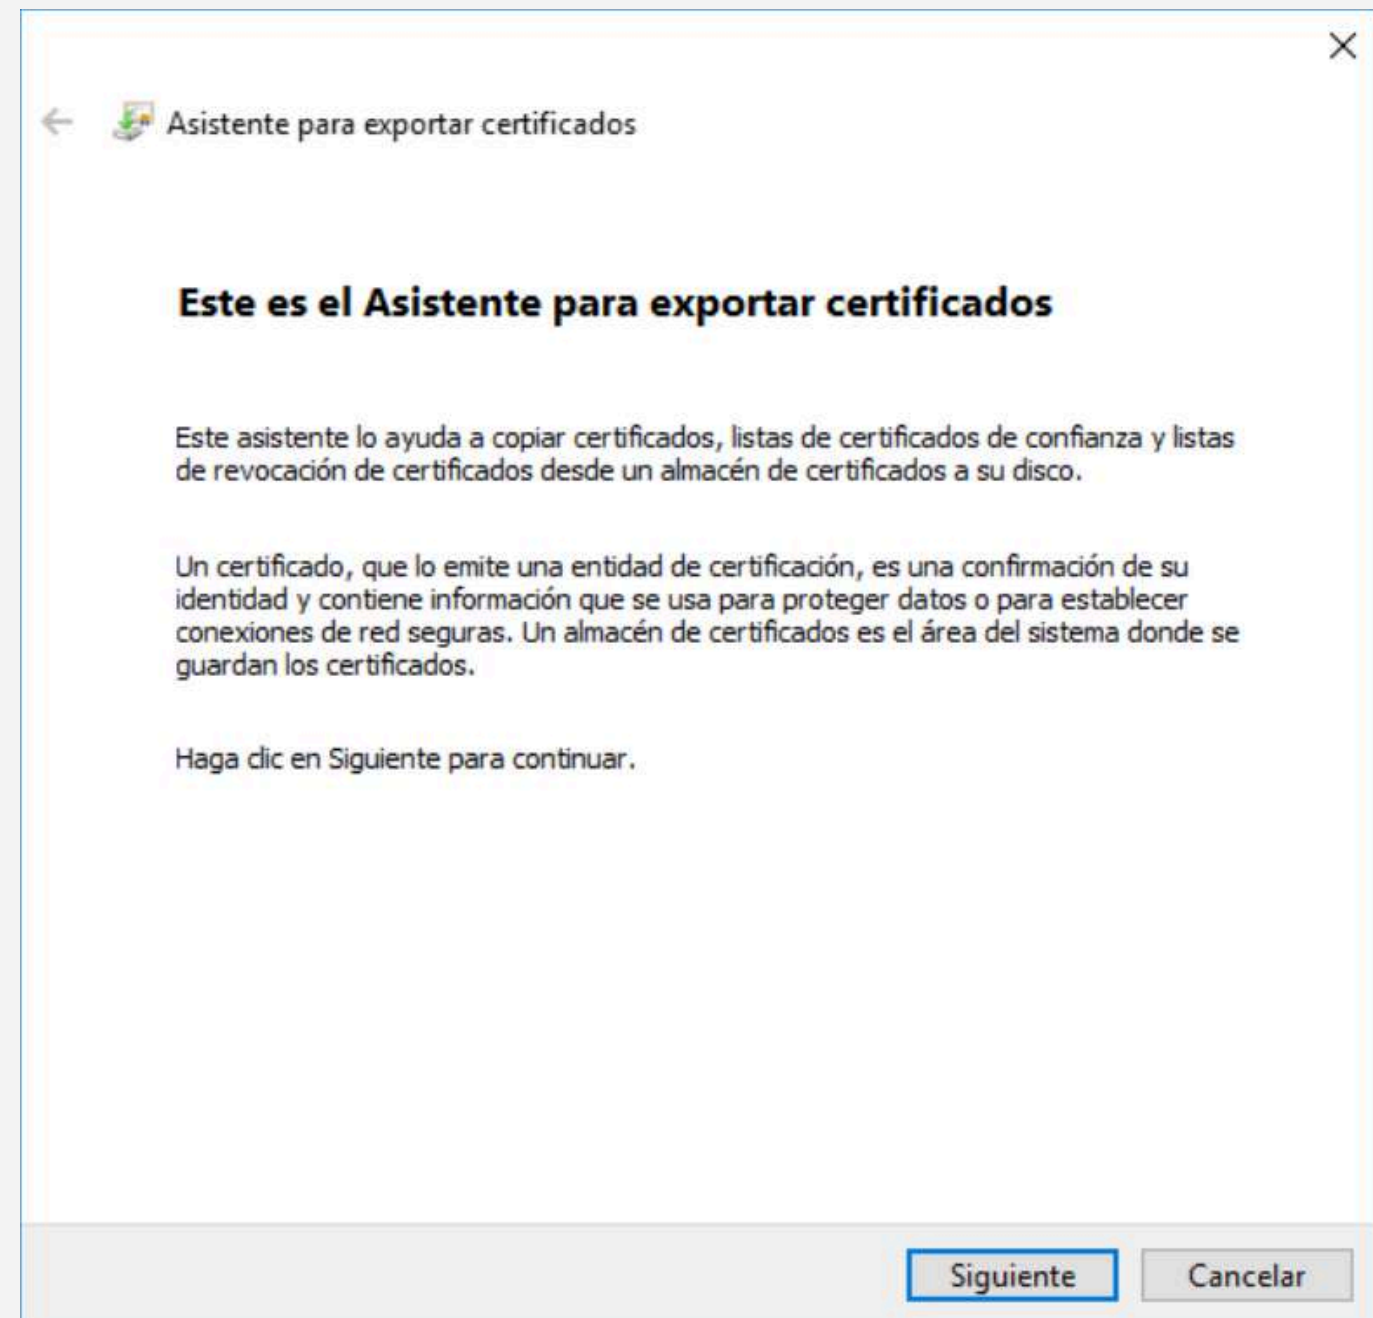 Asistente para exportar certificados
Este es el Asistente para exportar certificados
Este asistente lo ayuda a copiar certificados, listas de certificados de confianza y listas
de revocación de certificados desde un almacén de certificados a su disco.
Un certificado, que lo emite una entidad de certificación, es una confirmación de su
identidad y contiene información que se usa para proteger datos o para establecer
conexiones de red seguras. Un almacén de certificados es el área del sistema donde se
guardan los certificados.
Haga clic en Siguiente para continuar.
Siguiente
Cancelar